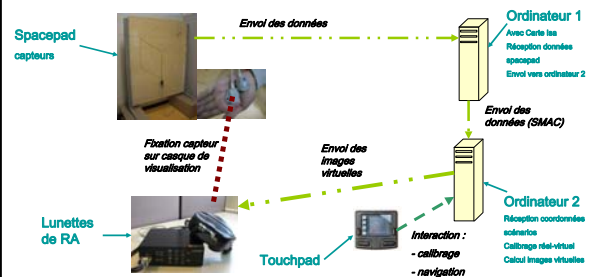 Envoi des données
Ordinateur 1
Avec Carte Isa
Réception données
spacepad
Envoi vers ordinateur 2
Spacepad
capteurs
Envoi des
données (SMAC)
Fixation capteur
sur casque de
visualisation
Envoi des
images
virtuelles
Ordinateur 2
Réception coordonnées
scénarios
Calibrage réel-virtuel
Calcul images virtuelles
Lunettes
de RA
Touchpad
Interaction :
- calibrage
- navigation